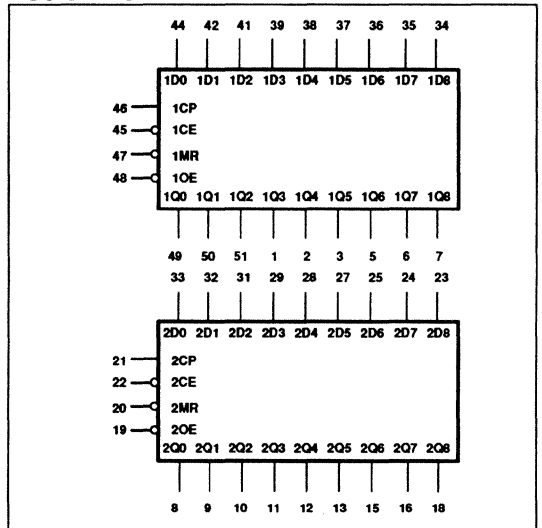 44 42 41 39 38 37 36 35 34
1D0 1D1 1D2 1D3 1D4 1D5 1D6 1D7 1D8
46 1CP
45 1CE
47 1MR
48 1OE
1Q0 1Q1 1Q2 1Q3 1Q4 1Q5 1Q6 1Q7 1Q8
49 50 51 1 2 3 5 6 7
33 32 31 29 28 27 25 24 23
2D0 2D1 2D2 2D3 2D4 2D5 2D6 2D7 2D8
21 2CP
22 2CE
20 2MR
19 2OE
2Q0 2Q1 2Q2 2Q3 2Q4 2Q5 2Q6 2Q7 2Q8
8 9 10 11 12 13 15 16 18